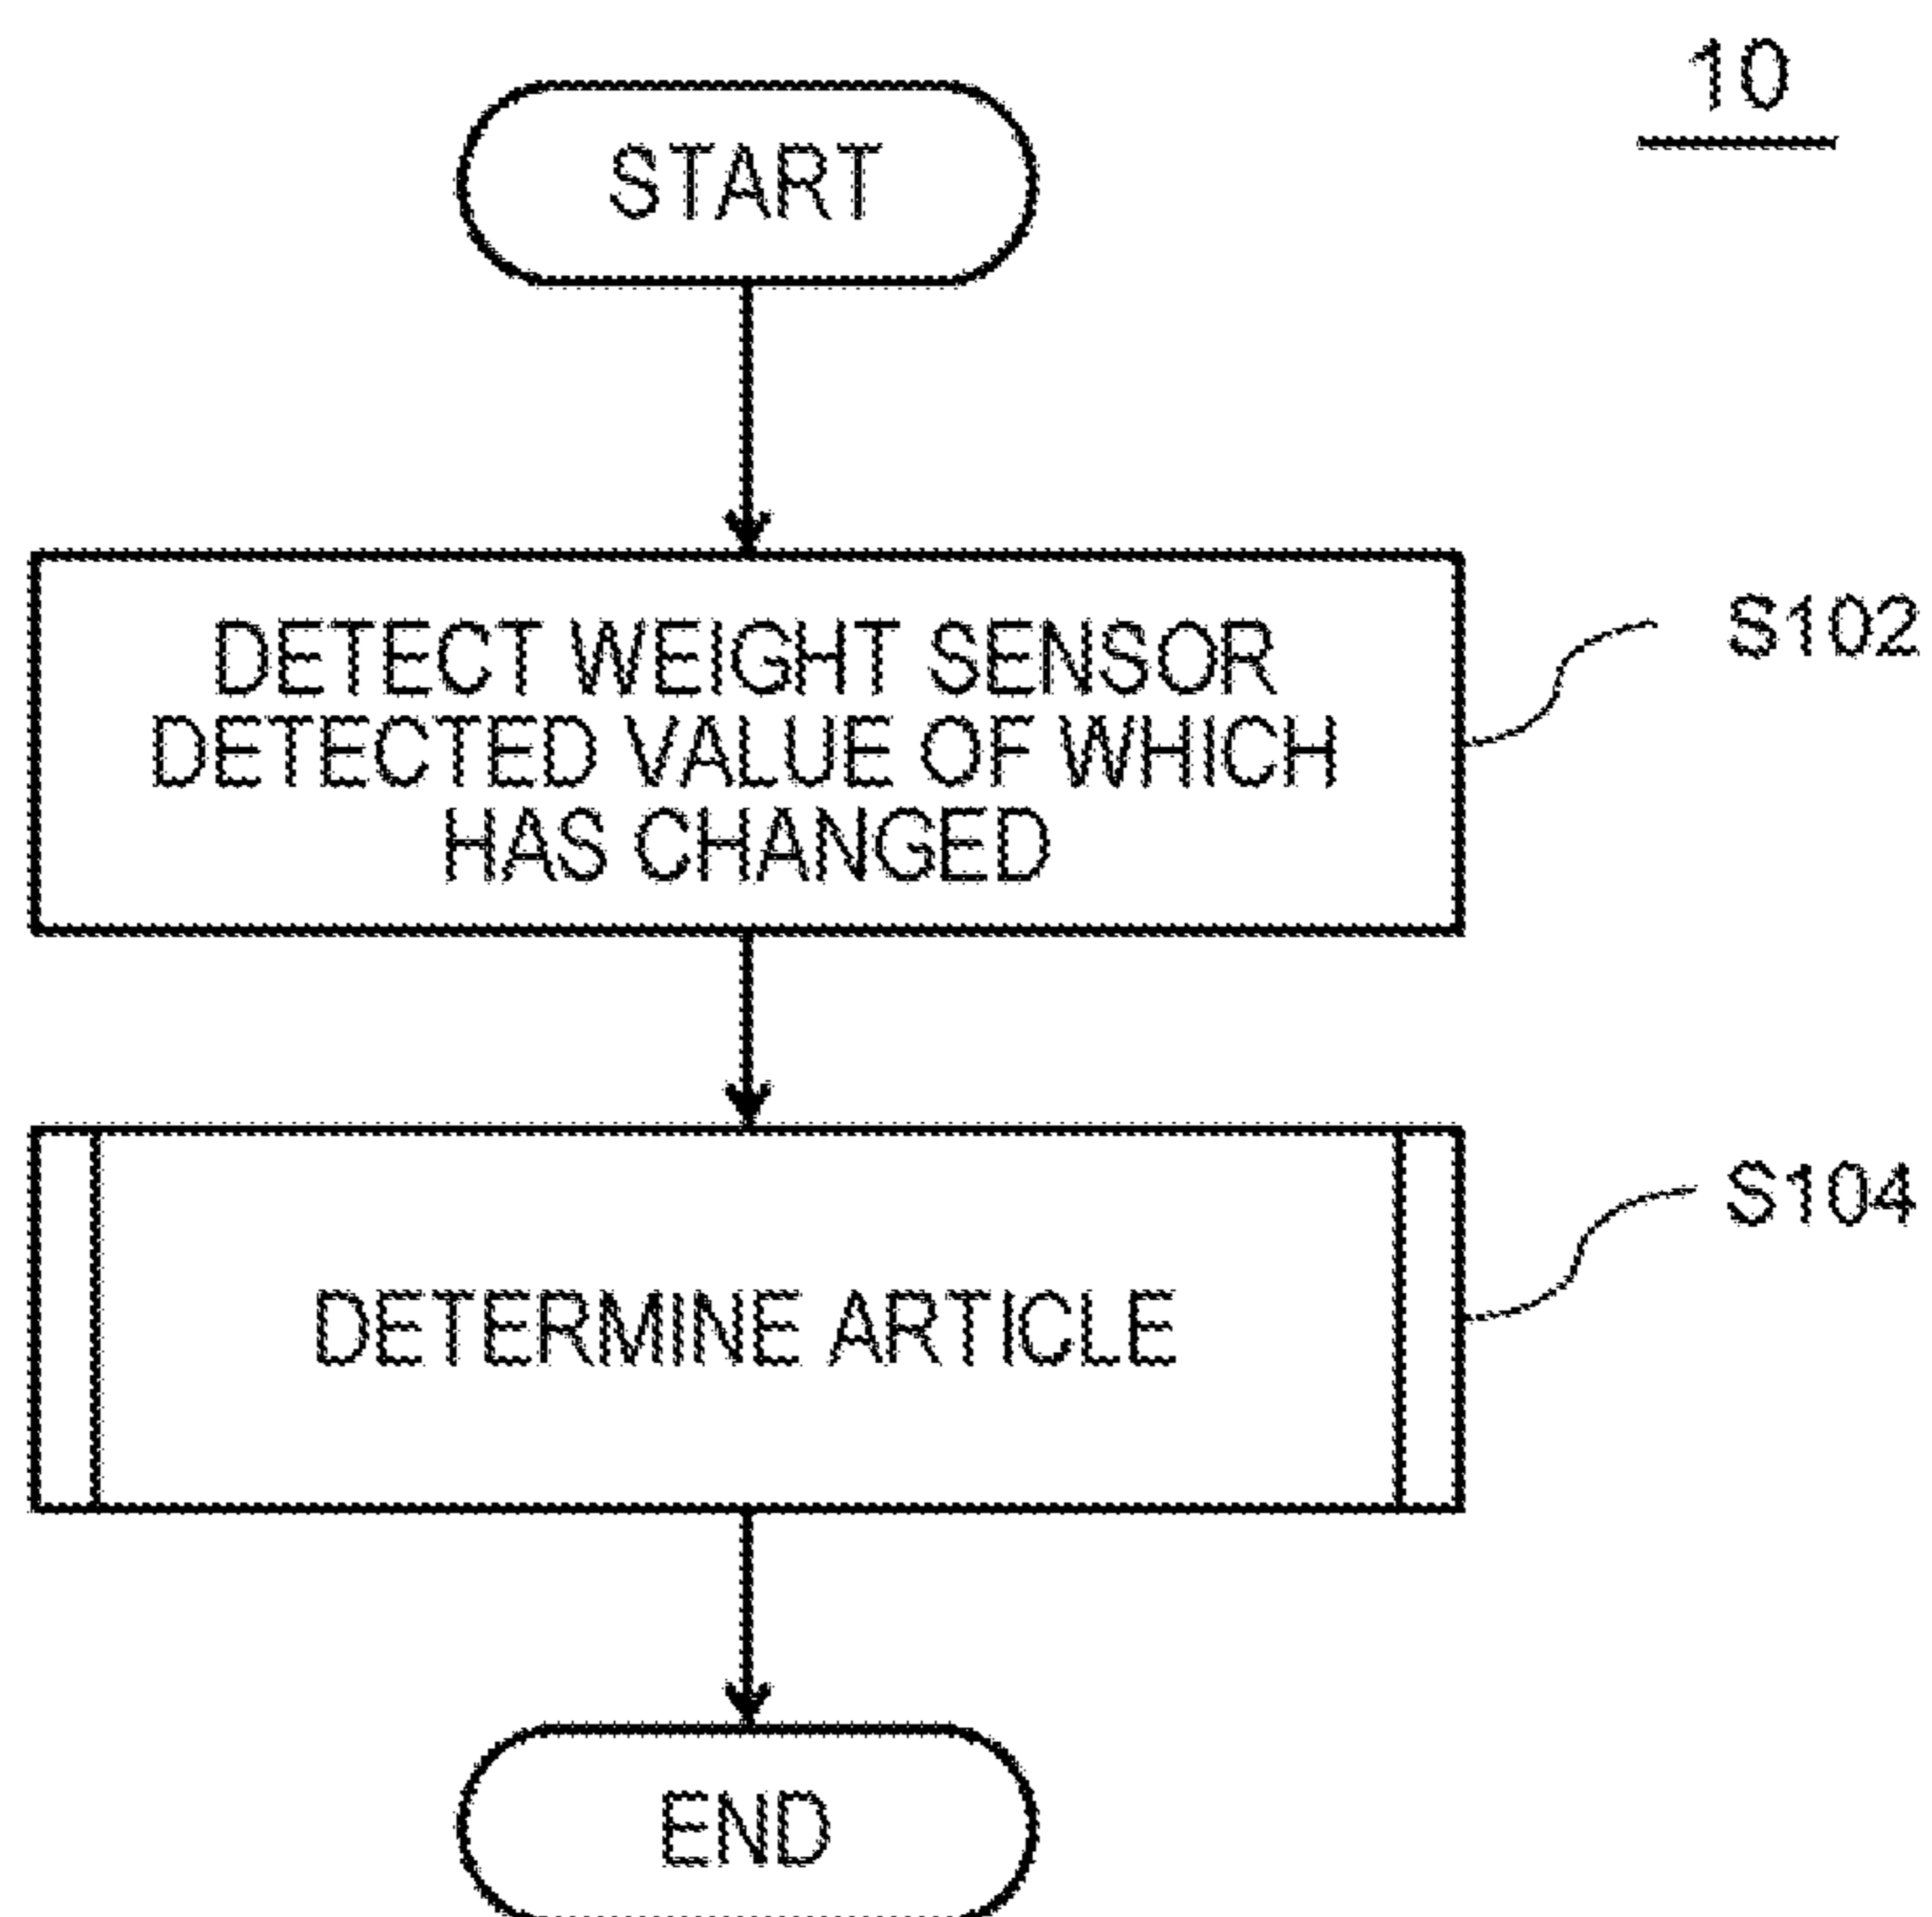 10
START
DETECT WEIGHT SENSOR
DETECTED VALUE OF WHICH
HAS CHANGED
S102
DETERMINE ARTICLE
S104
END